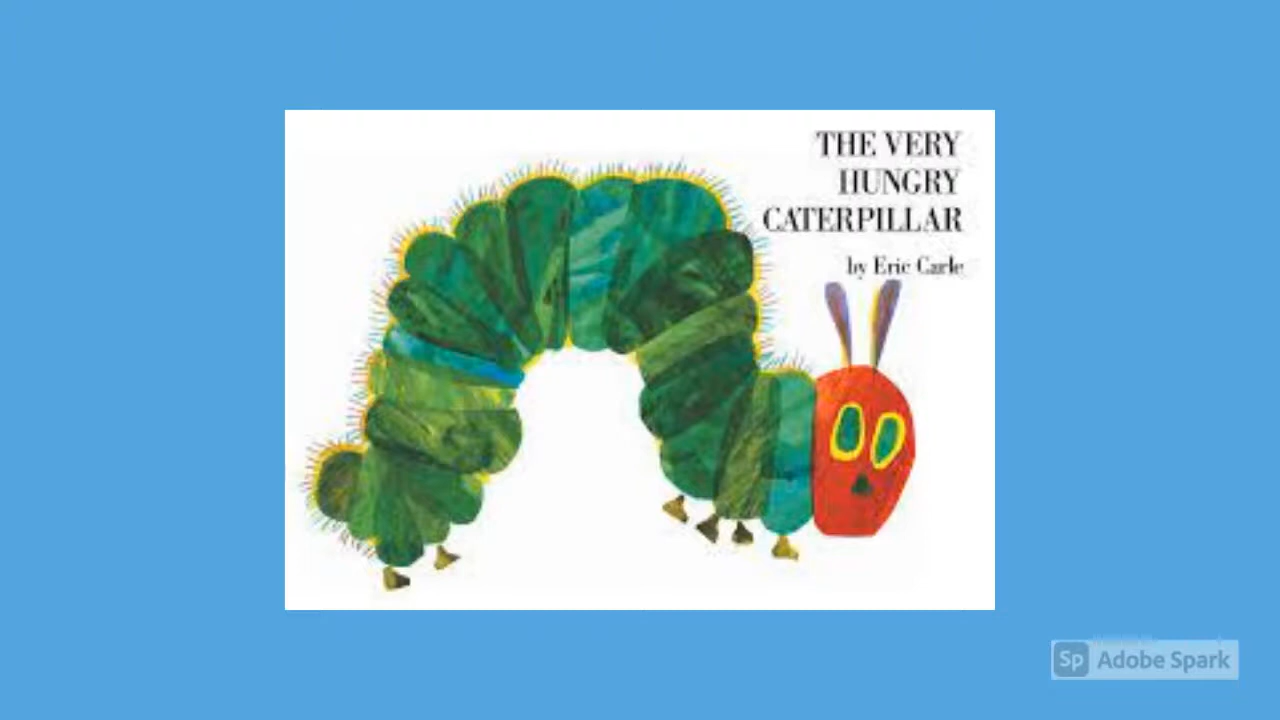 THE VERY
HUNGRY
CATERPILLAR
by Eric Carle
Sp Adobe Spark